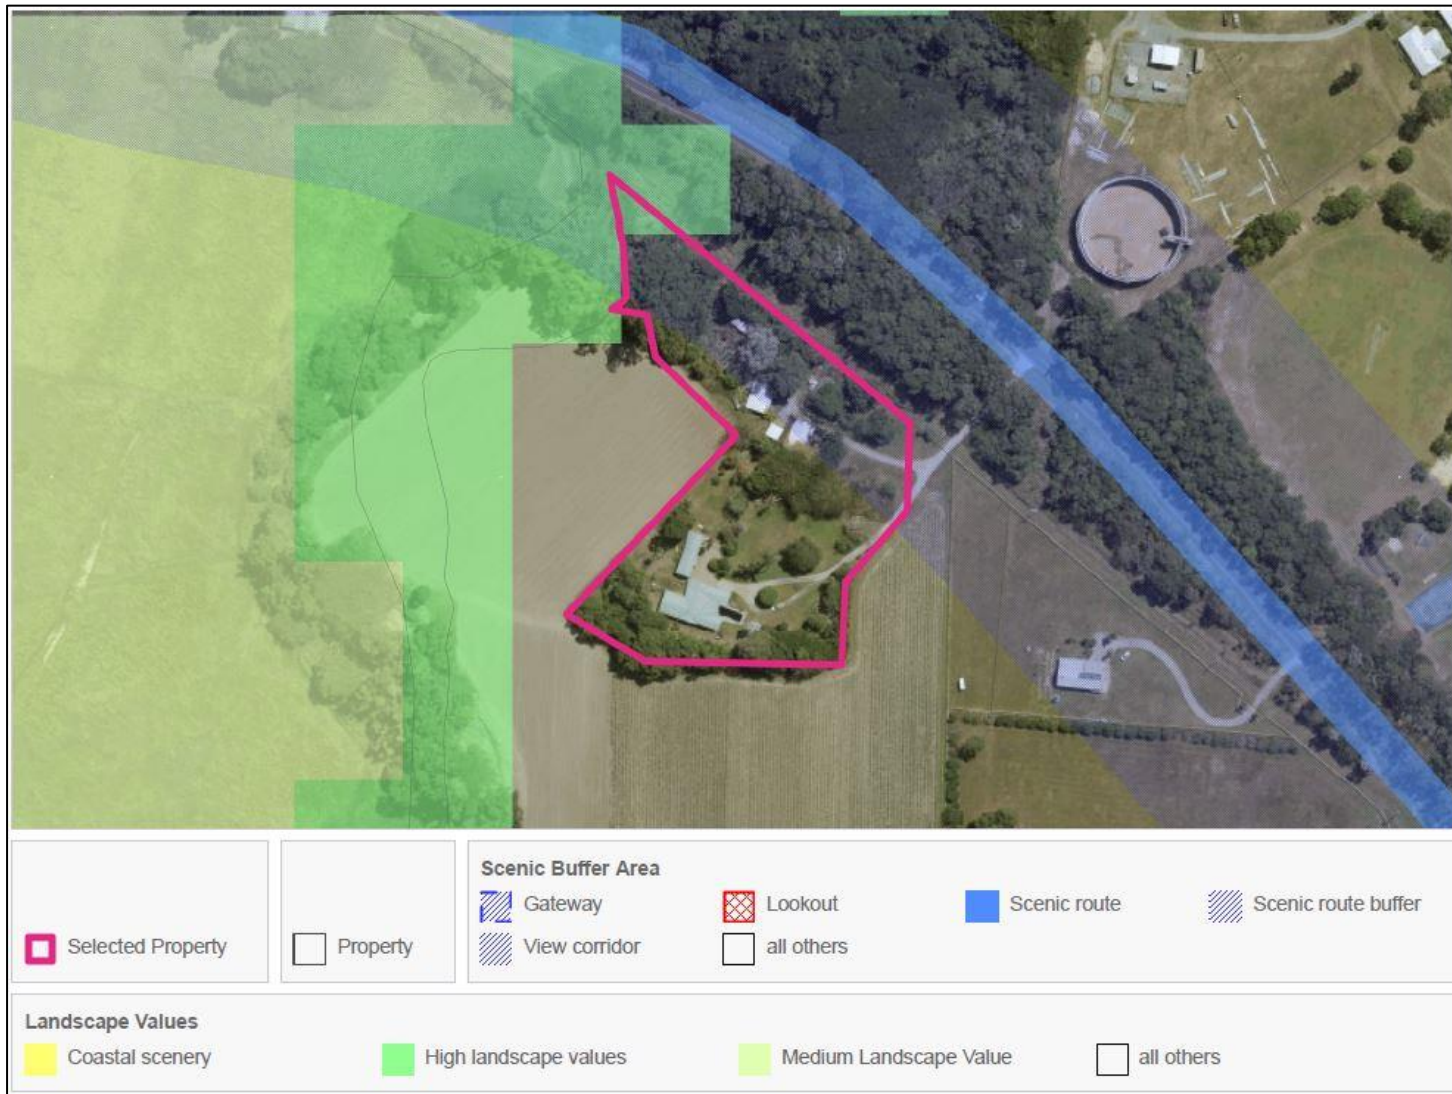 Scenic Buffer Area
Gateway Lookout Scenic route Scenic route buffer
Selected Property Property View corridor all others
Landscape Values
Coastal scenery High landscape values Medium Landscape Value all others